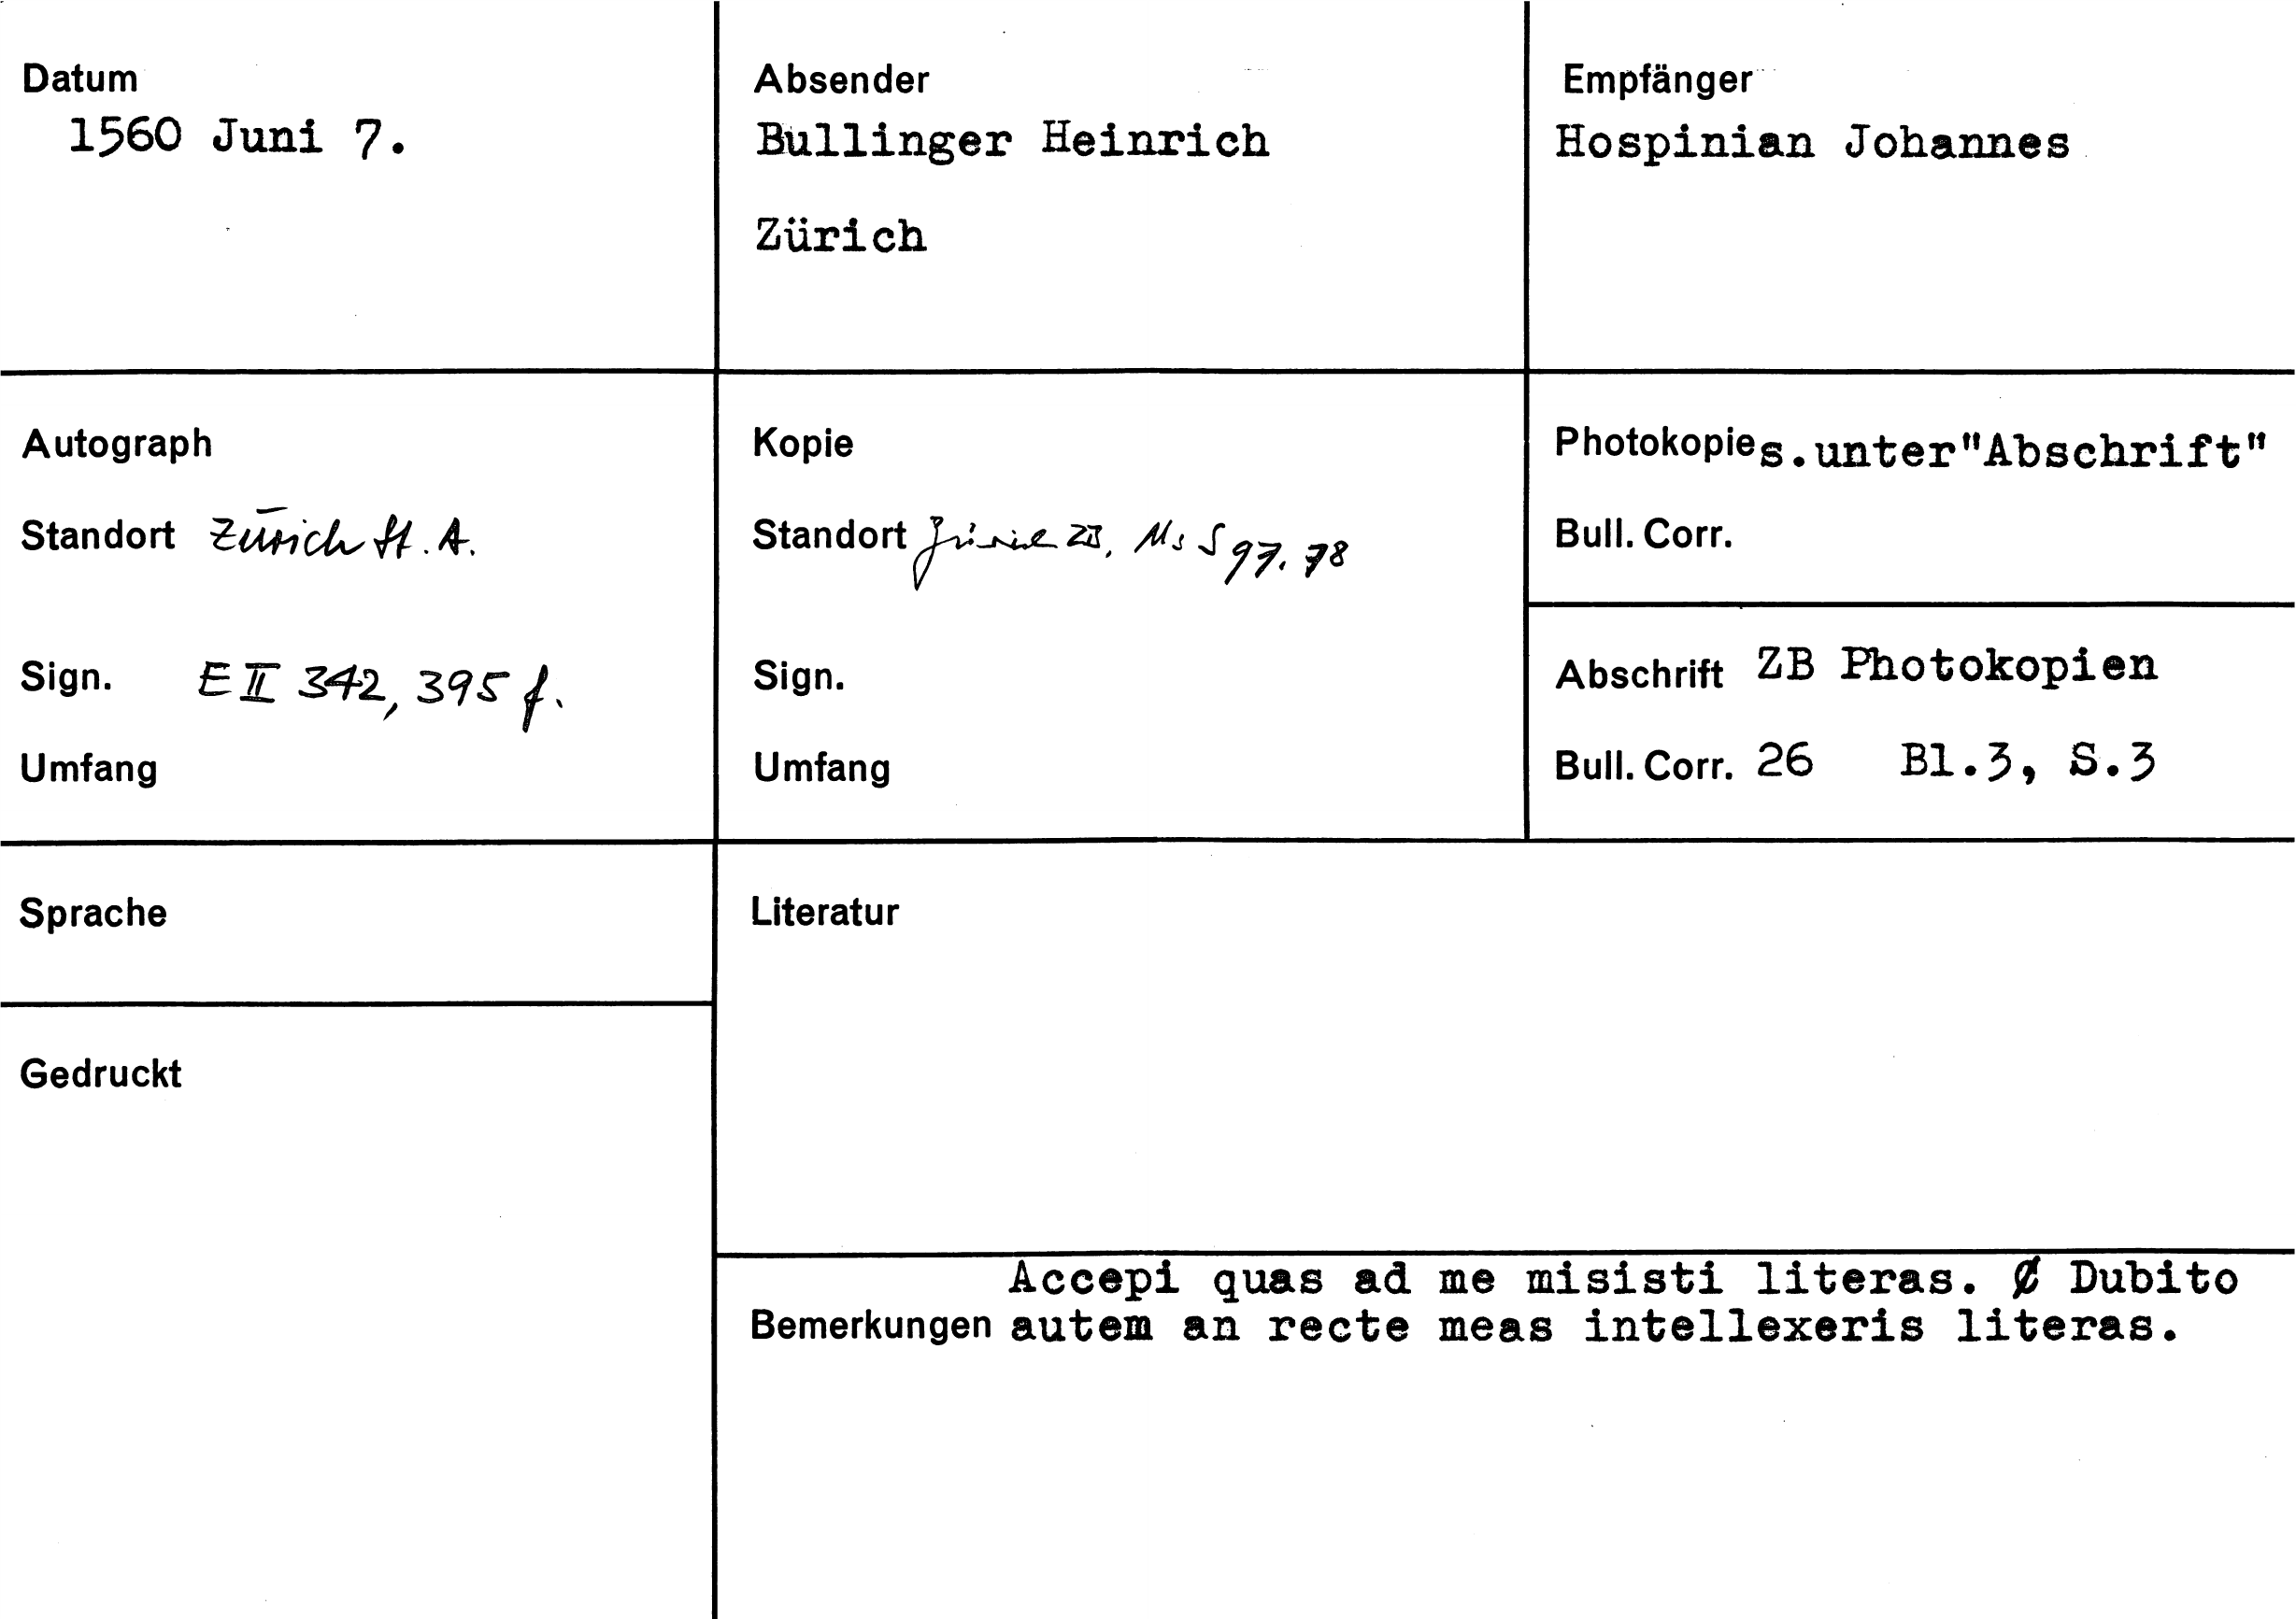 Datum
1560 Juni 7.
Absender
Bullinger Heinrich
Zürich
Empfänger
Hospinian Johannes
Autograph
Standort Zürich St. A.
Sign. E II 342, 395 f.
Umfang
Kopie
Standort Zürich ZB, Ms S 97, 78
Sign.
Umfang
Photokopie s.unter"Abschrift"
Bull. Corr.
Abschrift ZB Photokopien
Bull. Corr. 26 Bl.3, S.3
Sprache
Gedruckt
Literatur
Accepi quas ad me misisti literas. Dubito
Bemerkungen autem an recte meas intellexeris literas.